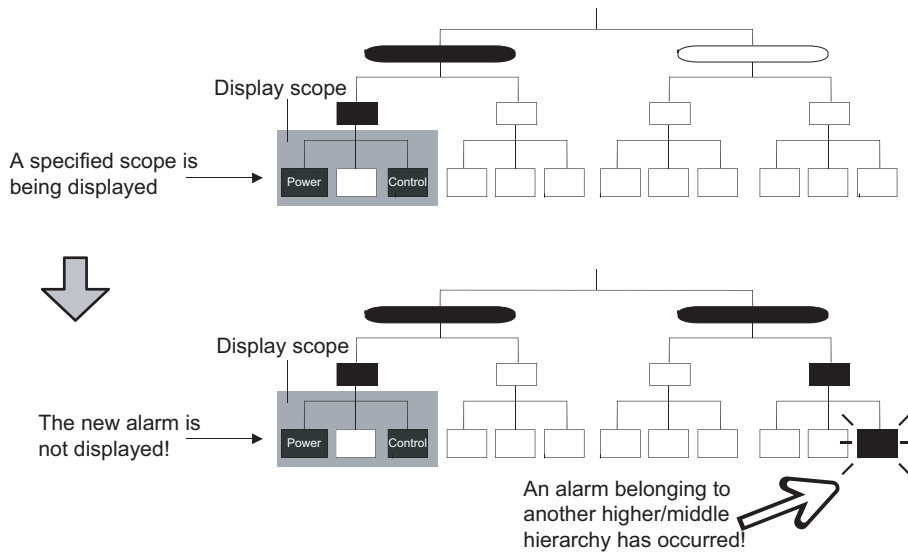 Display scope
A specified scope is
being displayed
Power
Control
Display scope
The new alarm is
not displayed!
Power
Control
An alarm belonging to
another higher/middle
hierarchy has occurred!